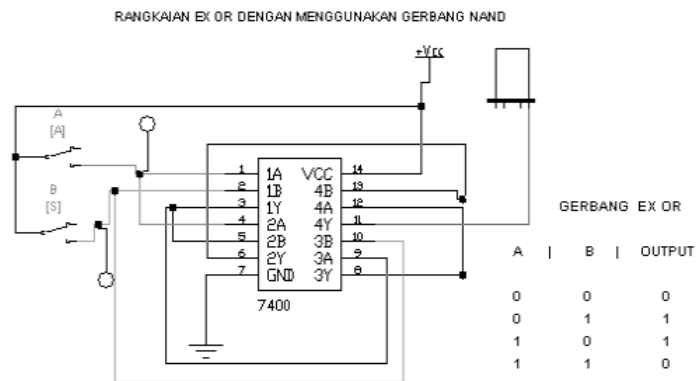 RANGKAIAN EX OR DENGAN MENGGUNAKAN GERBANG NAND
+Vcc
A
[A]
B
[S]
1 1A VCC 14
2 1B 4B 13
3 1Y 4A 12
4 2A 4Y 11
5 2B 3B 10
6 2Y 3A 9
7 GND 3Y 8
7400
GERBANG EX OR
A | B | OUTPUT
0 0 0
0 1 1
1 0 1
1 1 0